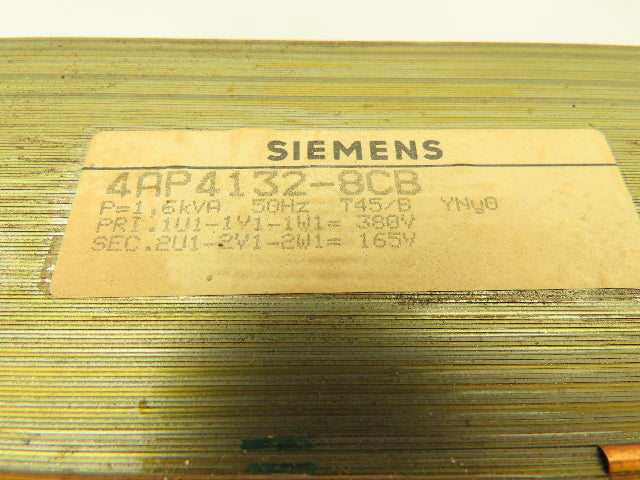 SIEMENS
4AP4132-8CB
P=1,6kVA 50Hz T45/B YNy0
PRI.1U1-1V1-1W1= 380V
SEC.2U1-2V1-2W1= 165V